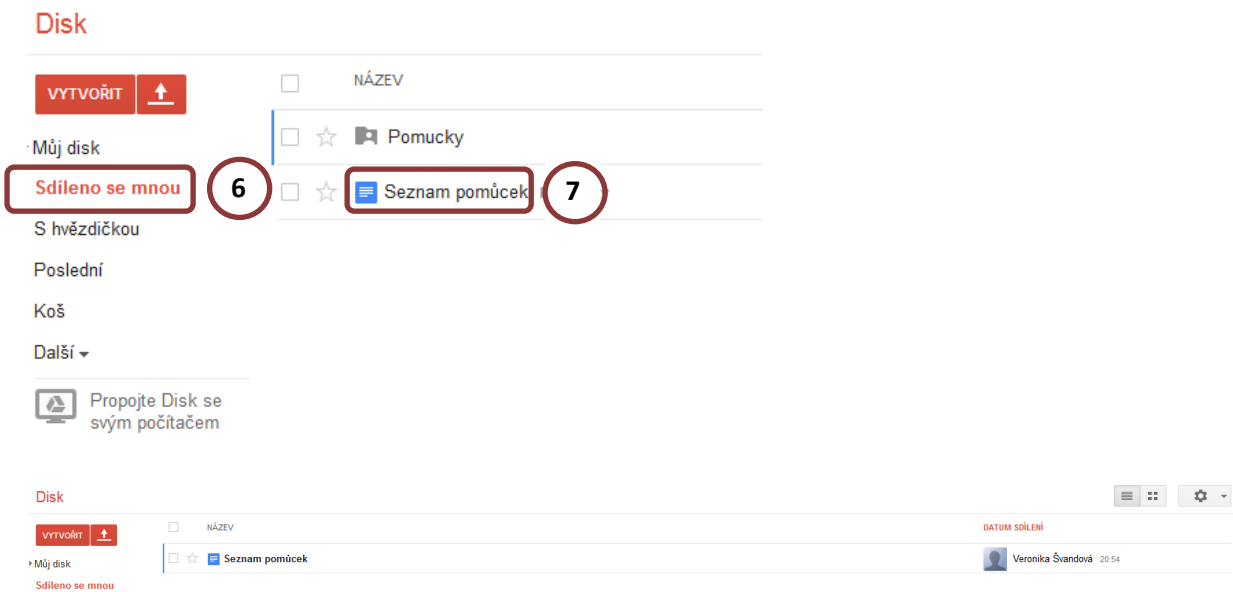 Disk
VYTVOŘIT
NÁZEV
Můj disk
Pomucky
Sdíleno se mnou
6
Seznam pomůcek
7
S hvězdičkou
Poslední
Koš
Další
Propojte Disk se
svým počítačem
Disk
VYTVOŘIT
NÁZEV
DATUM SDÍLENÍ
Můj disk
Seznam pomůcek
Veronika Švandová 20:54
Sdíleno se mnou